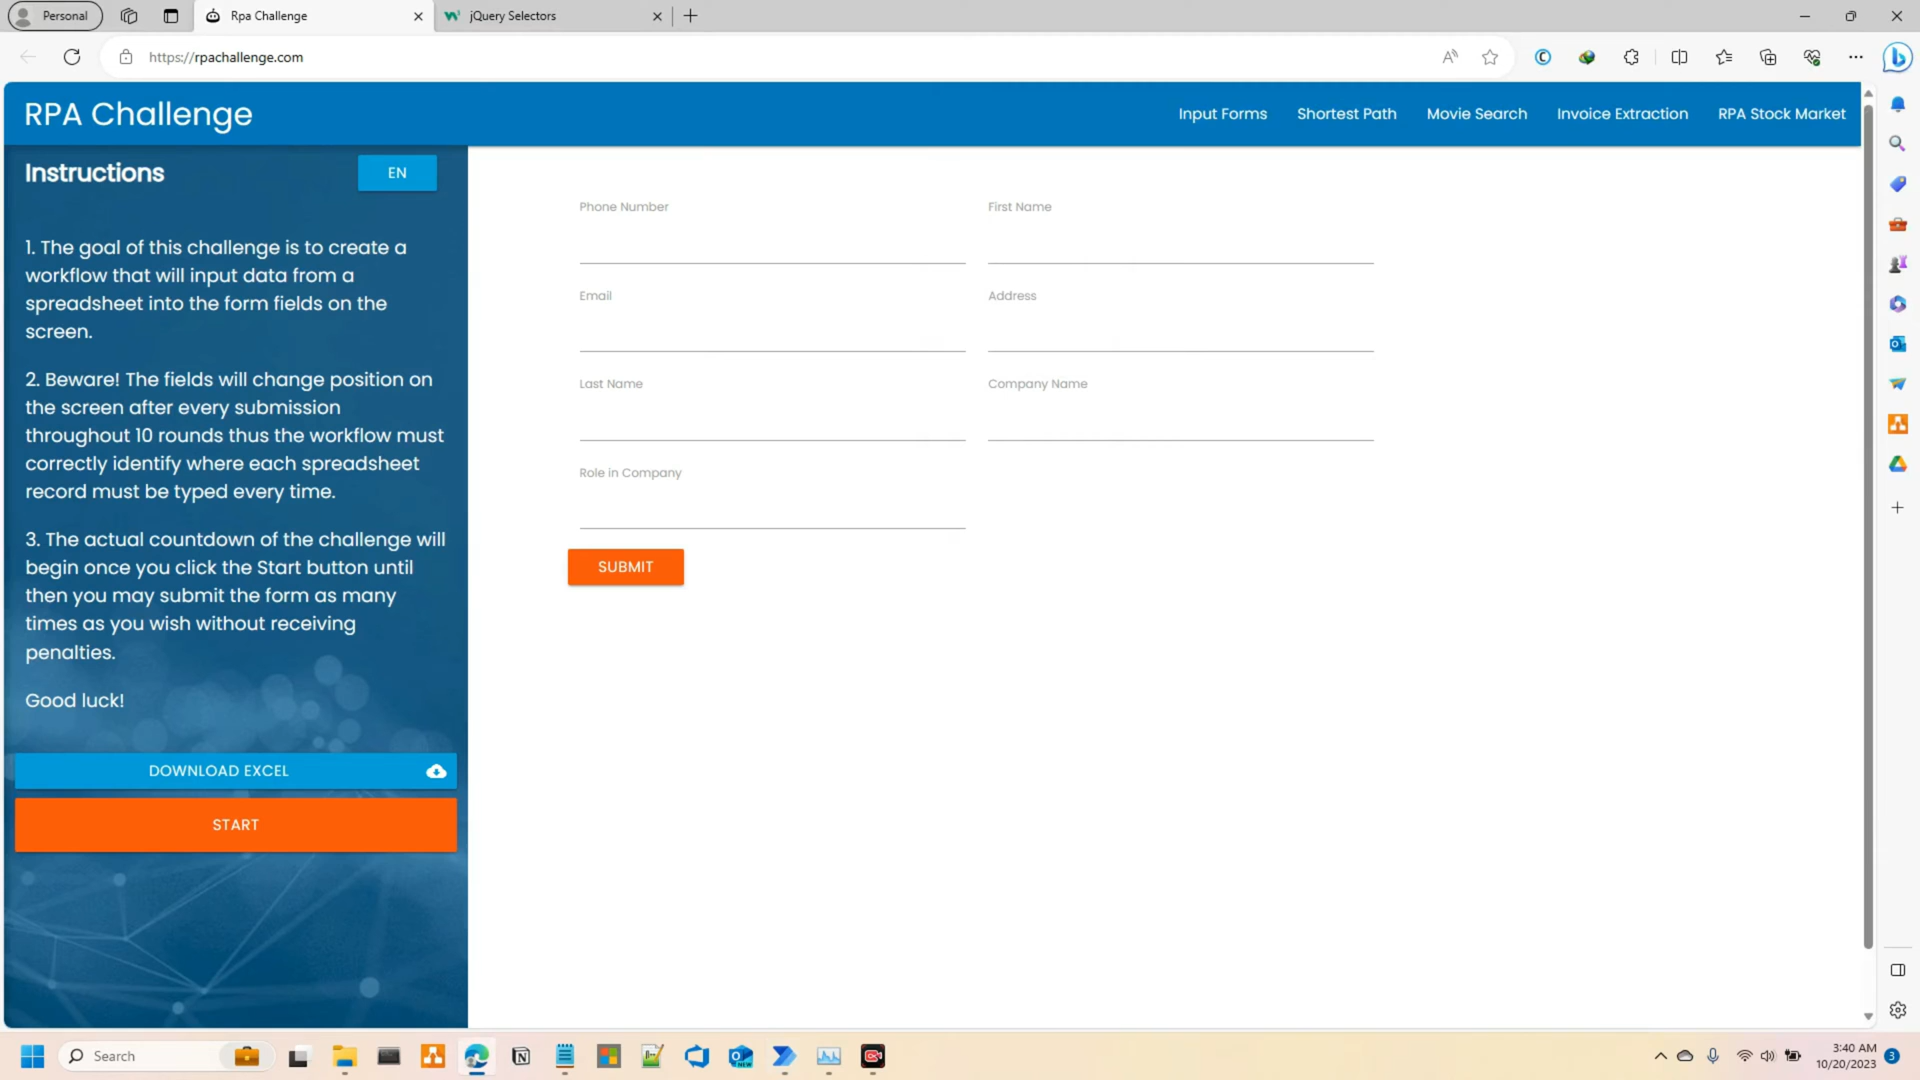 Personal
Rpa Challenge
jQuery Selectors
https://rpachallenge.com
RPA Challenge
Input Forms
Shortest Path
Movie Search
Invoice Extraction
RPA Stock Market
Instructions
EN
1. The goal of this challenge is to create a
workflow that will input data from a
spreadsheet into the form fields on the
screen.
2. Beware! The fields will change position on
the screen after every submission
throughout 10 rounds thus the workflow must
correctly identify where each spreadsheet
record must be typed every time.
3. The actual countdown of the challenge will
begin once you click the Start button until
then you may submit the form as many
times as you wish without receiving
penalties.
Good luck!
DOWNLOAD EXCEL
START
Phone Number
First Name
Email
Address
Last Name
Company Name
Role in Company
SUBMIT
Search
3:40 AM
10/20/2023
3